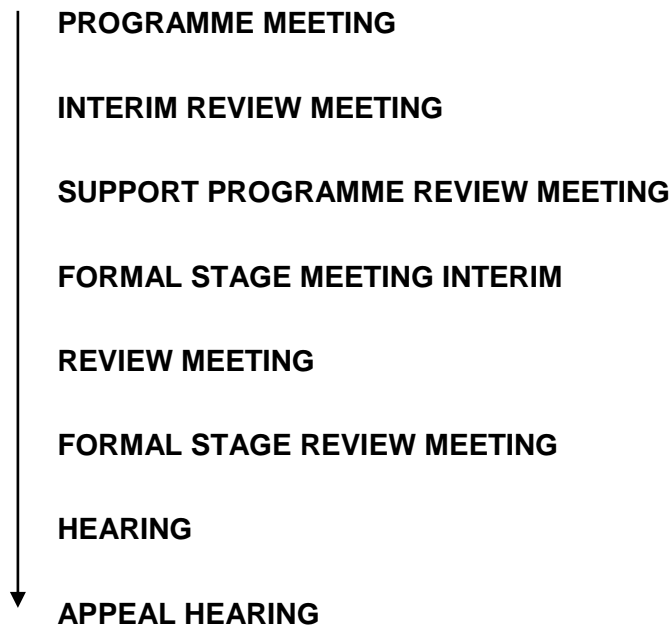 PROGRAMME MEETING
INTERIM REVIEW MEETING
SUPPORT PROGRAMME REVIEW MEETING
FORMAL STAGE MEETING INTERIM
REVIEW MEETING
FORMAL STAGE REVIEW MEETING
HEARING
APPEAL HEARING